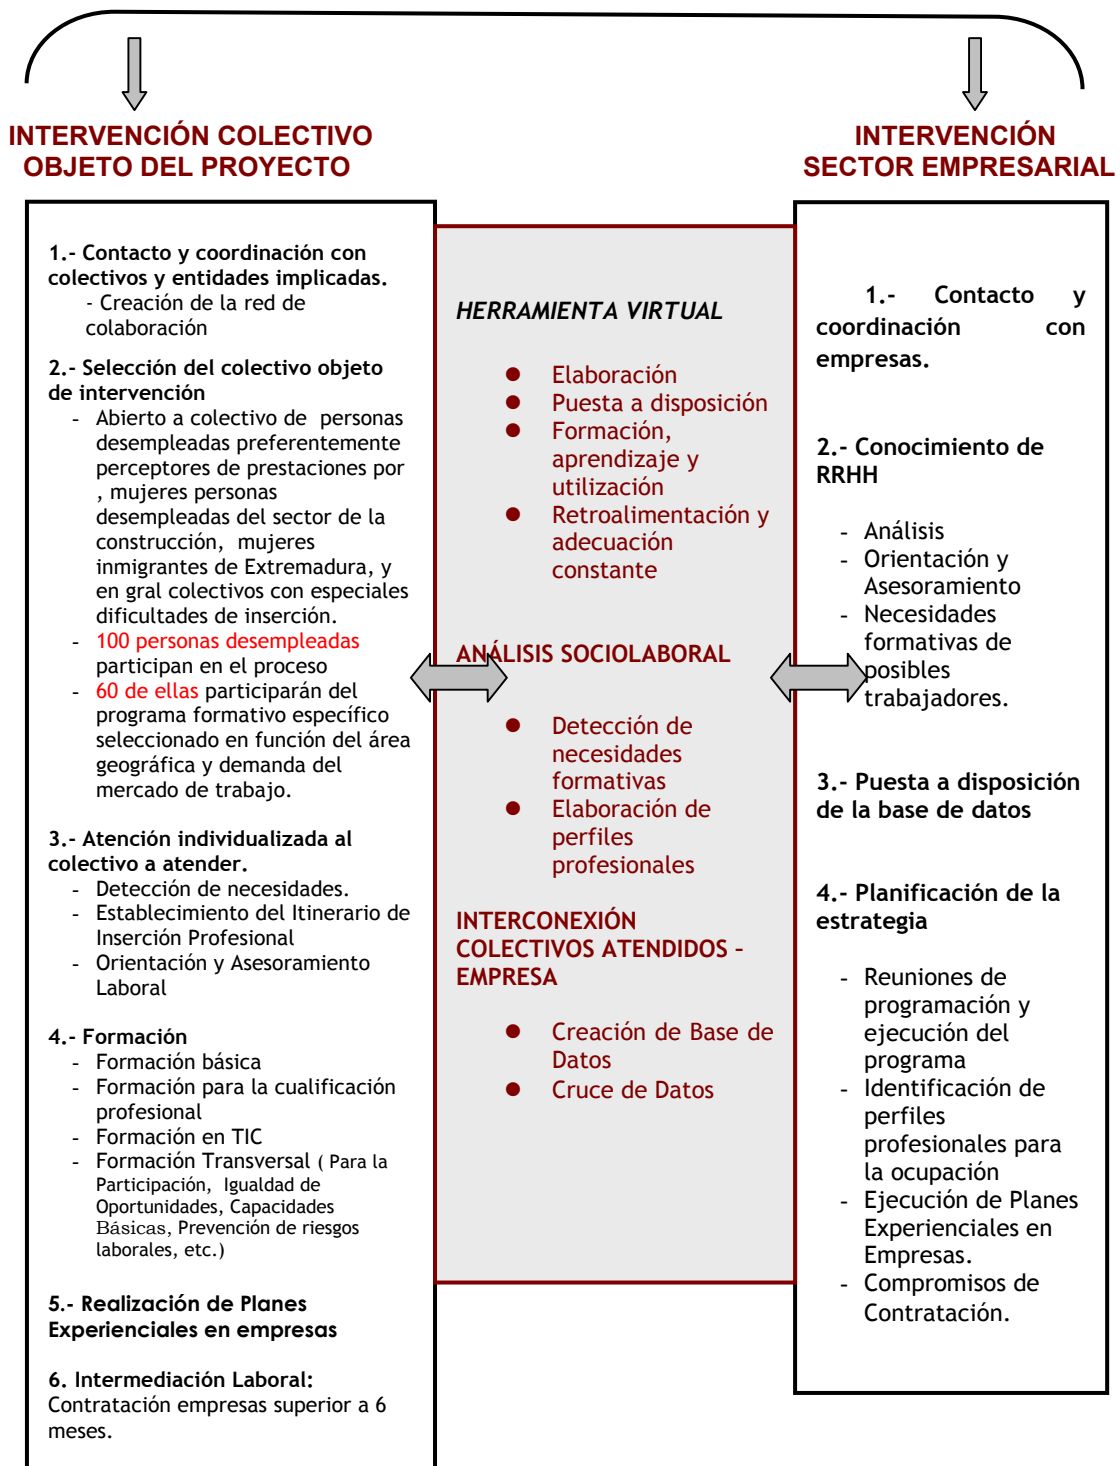 INTERVENCIÓN COLECTIVO
OBJETO DEL PROYECTO
1.- Contacto y coordinación con
colectivos y entidades implicadas.
- Creación de la red de
colaboración
2.- Selección del colectivo objeto
de intervención
- Abierto a colectivo de personas
desempleadas preferentemente
perceptores de prestaciones por
, mujeres personas
desempleadas del sector de la
construcción, mujeres
inmigrantes de Extremadura, y
en gral colectivos con especiales
dificultades de inserción.
- 100 personas desempleadas
participan en el proceso
- 60 de ellas participarán del
programa formativo específico
seleccionado en función del área
geográfica y demanda del
mercado de trabajo.
3.- Atención individualizada al
colectivo a atender.
- Detección de necesidades.
- Establecimiento del Itinerario de
Inserción Profesional
- Orientación y Asesoramiento
Laboral
4.- Formación
- Formación básica
- Formación para la cualificación
profesional
- Formación en TIC
- Formación Transversal ( Para la
Participación, Igualdad de
Oportunidades, Capacidades
Básicas, Prevención de riesgos
laborales, etc.)
5.- Realización de Planes
Experienciales en empresas
6. Intermediación Laboral:
Contratación empresas superior a 6
meses.
HERRAMIENTA VIRTUAL
● Elaboración
● Puesta a disposición
● Formación,
aprendizaje y
utilización
● Retroalimentación y
adecuación
constante
ANÁLISIS SOCIOLABORAL
● Detección de
necesidades
formativas
● Elaboración de
perfiles
profesionales
INTERCONEXIÓN
COLECTIVOS ATENDIDOS –
EMPRESA
● Creación de Base de
Datos
● Cruce de Datos
INTERVENCIÓN
SECTOR EMPRESARIAL
1.- Contacto y
coordinación con
empresas.
2.- Conocimiento de
RRHH
- Análisis
- Orientación y
Asesoramiento
- Necesidades
formativas de
posibles
trabajadores.
3.- Puesta a disposición
de la base de datos
4.- Planificación de la
estrategia
- Reuniones de
programación y
ejecución del
programa
- Identificación de
perfiles
profesionales para
la ocupación
- Ejecución de Planes
Experienciales en
Empresas.
- Compromisos de
Contratación.